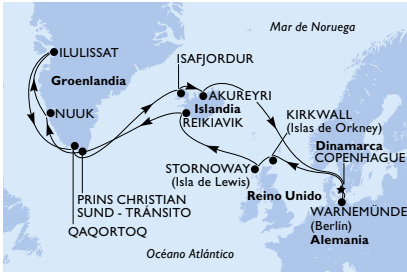 Mar de Noruega
ILULISSAT
ISAFJORDUR
Groenlandia
AKUREYRI
NUUK
Islandia
REIKIAVIK
KIRKWALL
(Islas de Orkney)
Dinamarca
COPENHAGUE
STORNOWAY
(Isla de Lewis)
PRINS CHRISTIAN
SUND - TRÁNSITO
Reino Unido
WARNEMÜNDE
(Berlín)
QAQORTOQ
Alemania
Océano Atlántico